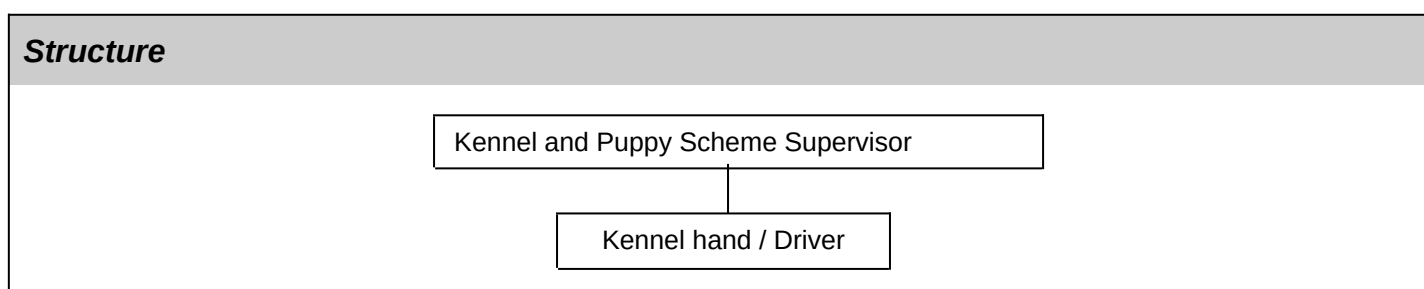 Structure
Kennel and Puppy Scheme Supervisor
Kennel hand / Driver